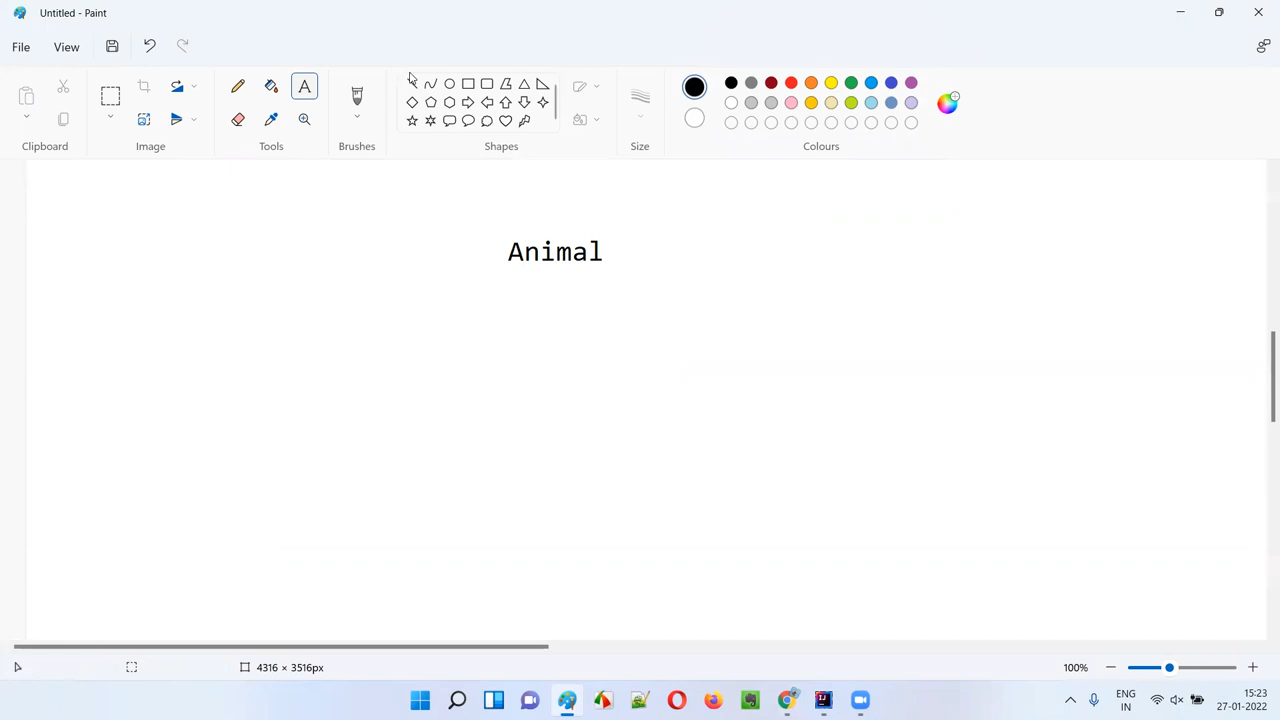 Untitled - Paint
File View
Clipboard Image Tools Brushes Shapes Size Colours
Animal
4316 × 3516px 100%
ENG
IN
15:23
27-01-2022